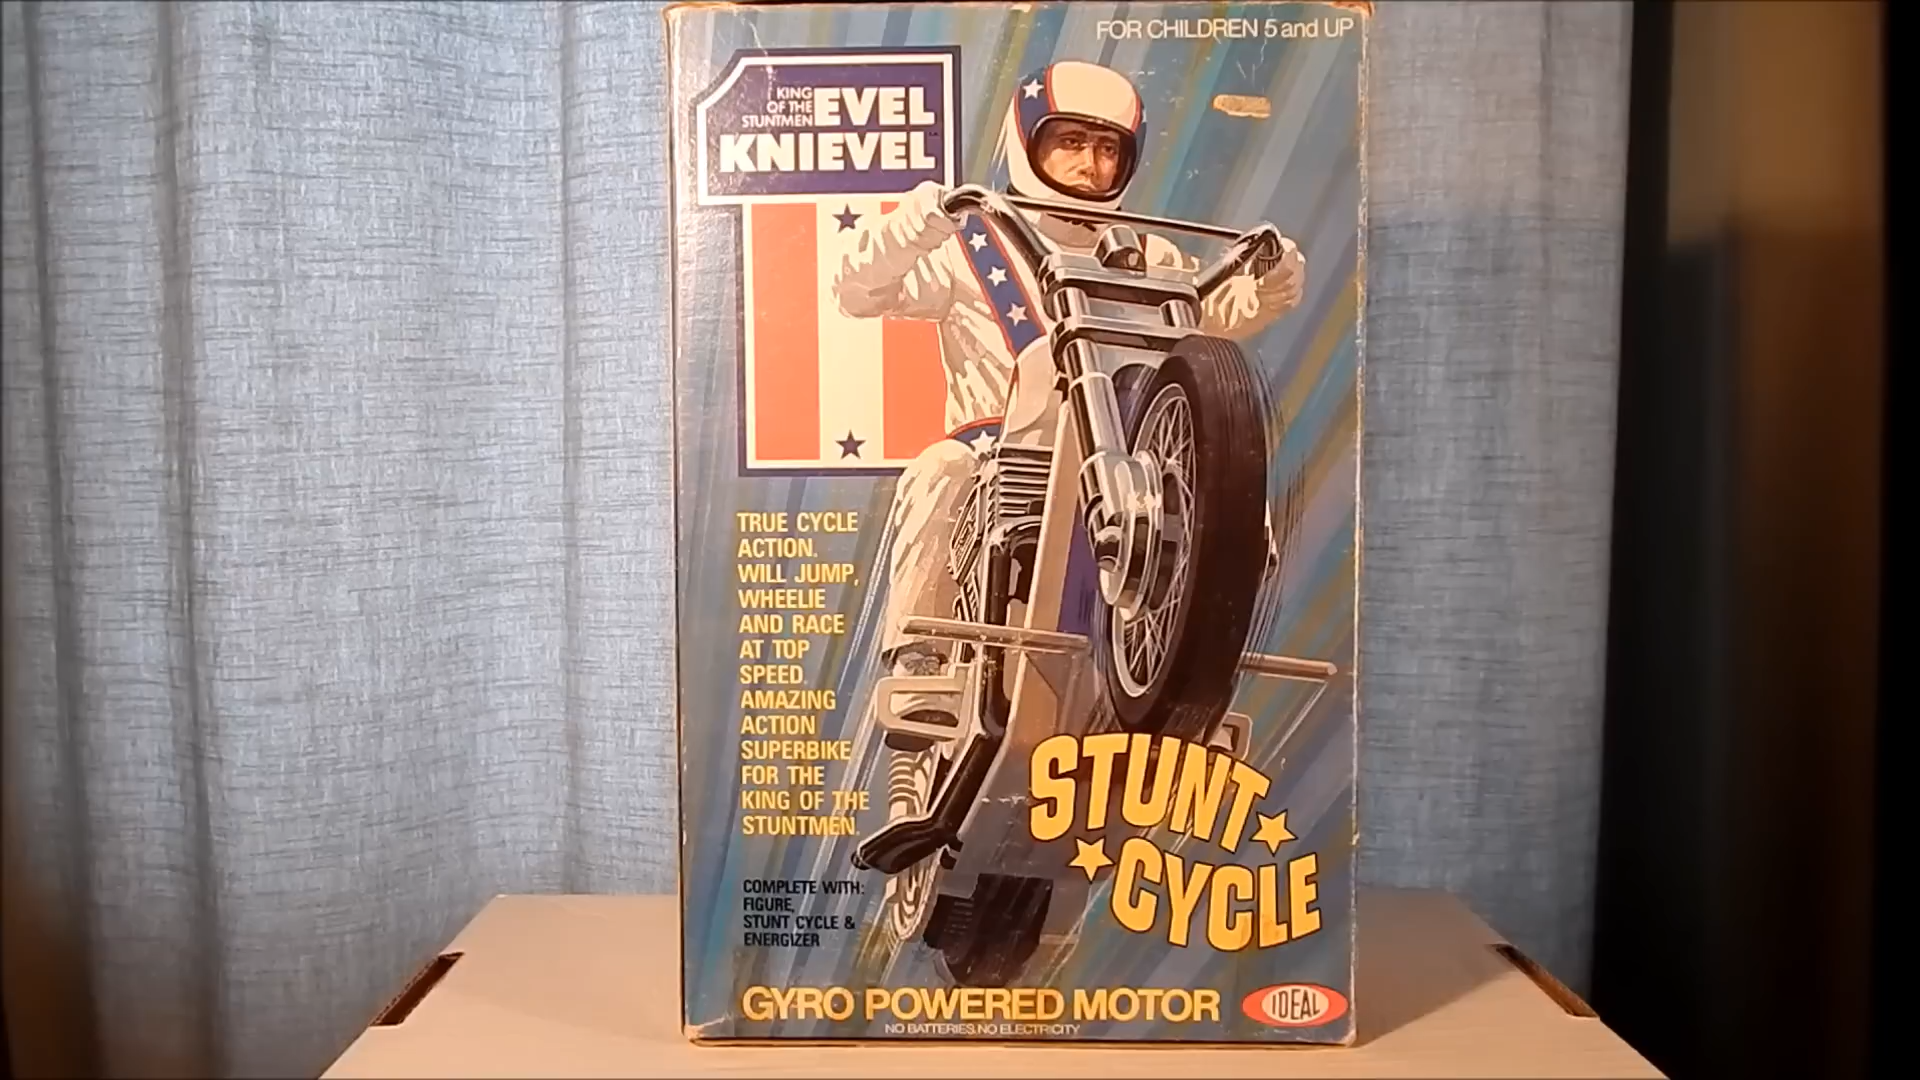 FOR CHILDREN 5 and UP
KING
OF THE
STUNTMEN
EVEL
KNIEVEL
TRUE CYCLE
ACTION.
WILL JUMP,
WHEELIE
AND RACE
AT TOP
SPEED.
AMAZING
ACTION
SUPERBIKE
FOR THE
KING OF THE
STUNTMEN.
COMPLETE WITH:
FIGURE,
STUNT CYCLE &
ENERGIZER
STUNT
CYCLE
GYRO POWERED MOTOR
NO BATTERIES.NO ELECTRICITY
IDEAL